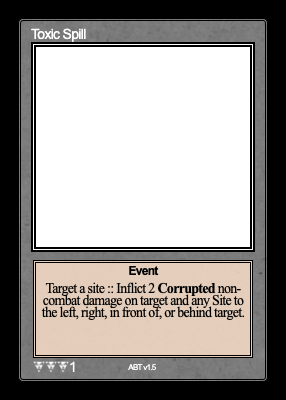 Toxic Spill
Event
Target a site :: Inflict 2 Corrupted non-
combat damage on target and any Site to
the left, right, in front of, or behind target.
1
ABT v1.5